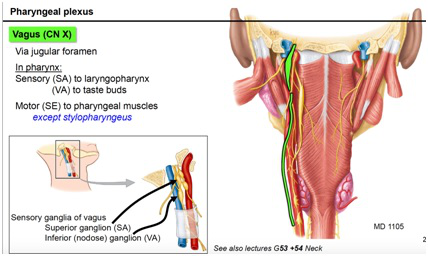 Pharyngeal plexus
Vagus (CN X)
Via jugular foramen
In pharynx:
Sensory (SA) to laryngopharynx
(VA) to taste buds
Motor (SE) to pharyngeal muscles
except stylopharyngeus
Sensory ganglia of vagus
Superior ganglion (SA)
Inferior (nodose) ganglion (VA)
MD 1105
See also lectures G53 +54 Neck
2